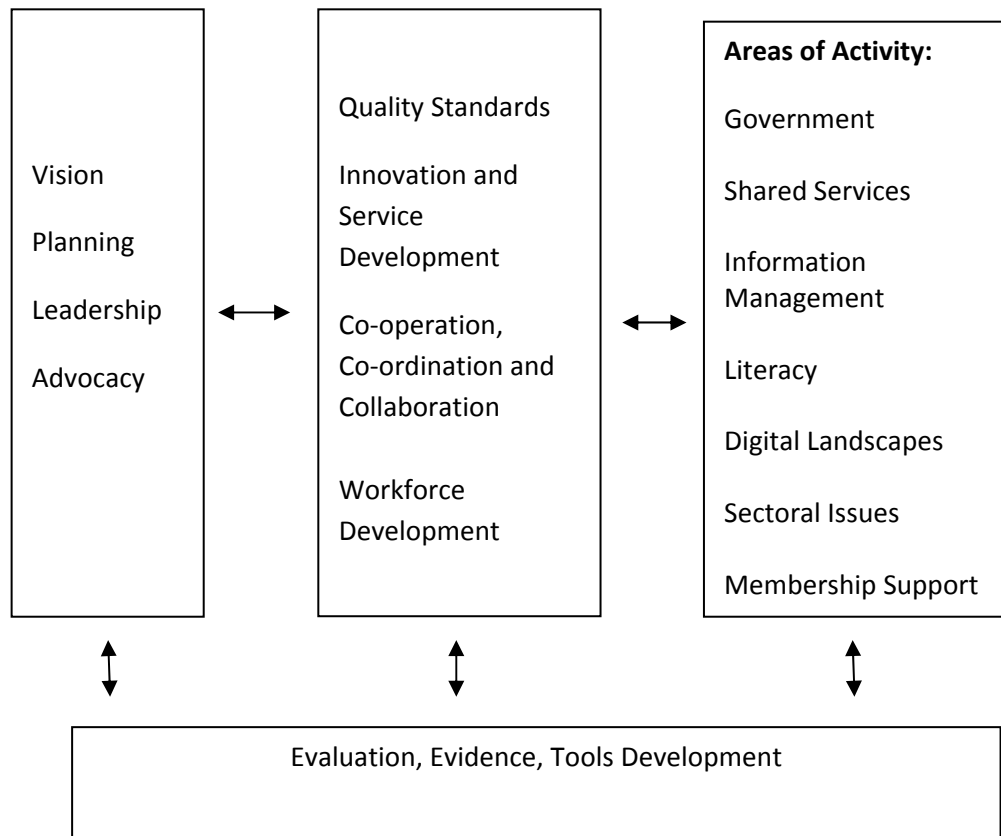 Vision
Planning
Leadership
Advocacy
Quality Standards
Innovation and
Service
Development
Co-operation,
Co-ordination and
Collaboration
Workforce
Development
Areas of Activity:
Government
Shared Services
Information
Management
Literacy
Digital Landscapes
Sectoral Issues
Membership Support
Evaluation, Evidence, Tools Development